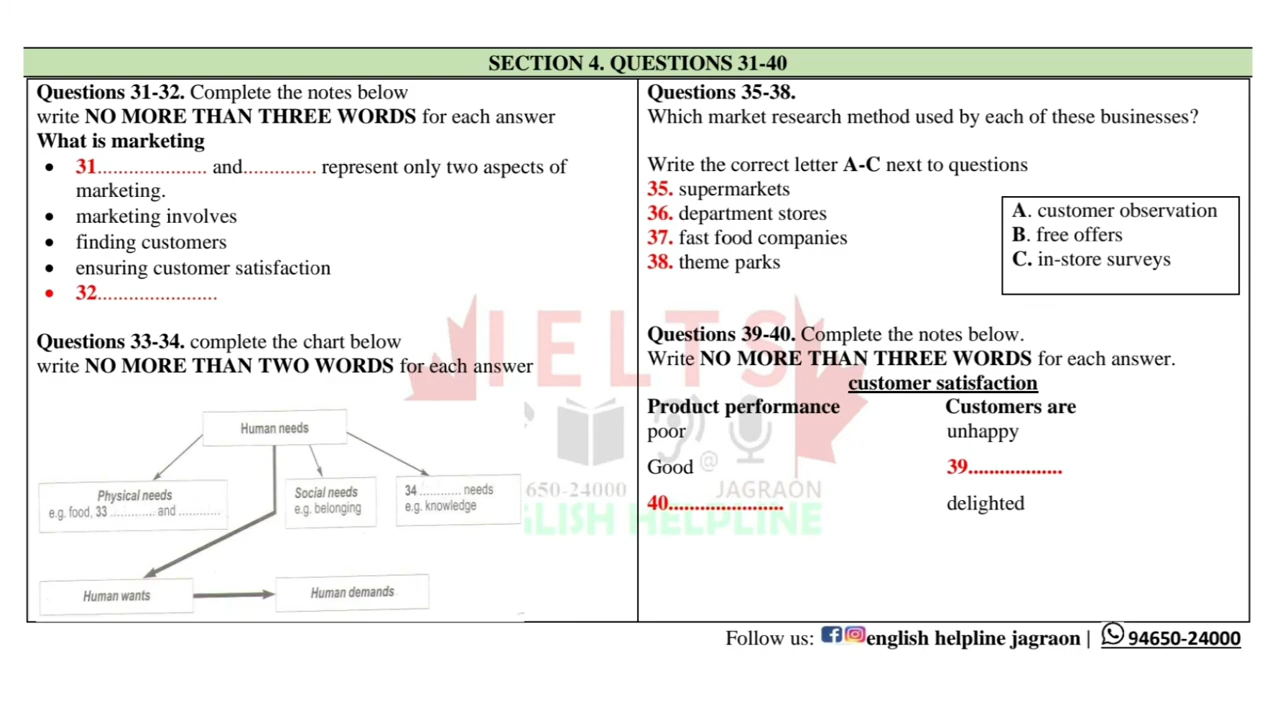 SECTION 4. QUESTIONS 31-40
Questions 31-32. Complete the notes below
write NO MORE THAN THREE WORDS for each answer
What is marketing
• 31..................... and.............. represent only two aspects of
marketing.
• marketing involves
• finding customers
• ensuring customer satisfaction
• 32.......................
Questions 33-34. complete the chart below
write NO MORE THAN TWO WORDS for each answer
Human needs
Physical needs
e.g. food, 33 ............. and ............
Social needs
e.g. belonging
34 ............ needs
e.g. knowledge
Human wants
Human demands
Questions 35-38.
Which market research method used by each of these businesses?
Write the correct letter A-C next to questions
35. supermarkets
36. department stores
37. fast food companies
38. theme parks
A. customer observation
B. free offers
C. in-store surveys
Questions 39-40. Complete the notes below.
Write NO MORE THAN THREE WORDS for each answer.
customer satisfaction
Product performance Customers are
poor unhappy
Good 39..................
40...................... delighted
IELTS
@
650-24000 JAGRAON
GLISH HELPLINE
Follow us: english helpline jagraon | 94650-24000